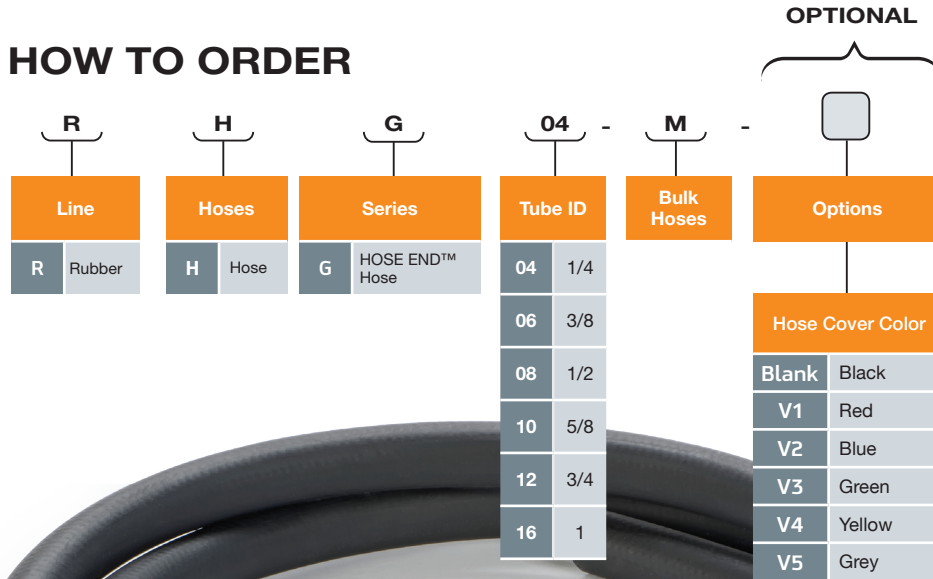 OPTIONAL
HOW TO ORDER
R H G 04 - M -
Line
R Rubber
Hoses
H Hose
Series
G HOSE END™
Hose
Tube ID
04 1/4
06 3/8
08 1/2
10 5/8
12 3/4
16 1
Bulk
Hoses
Options
Hose Cover Color
Blank Black
V1 Red
V2 Blue
V3 Green
V4 Yellow
V5 Grey